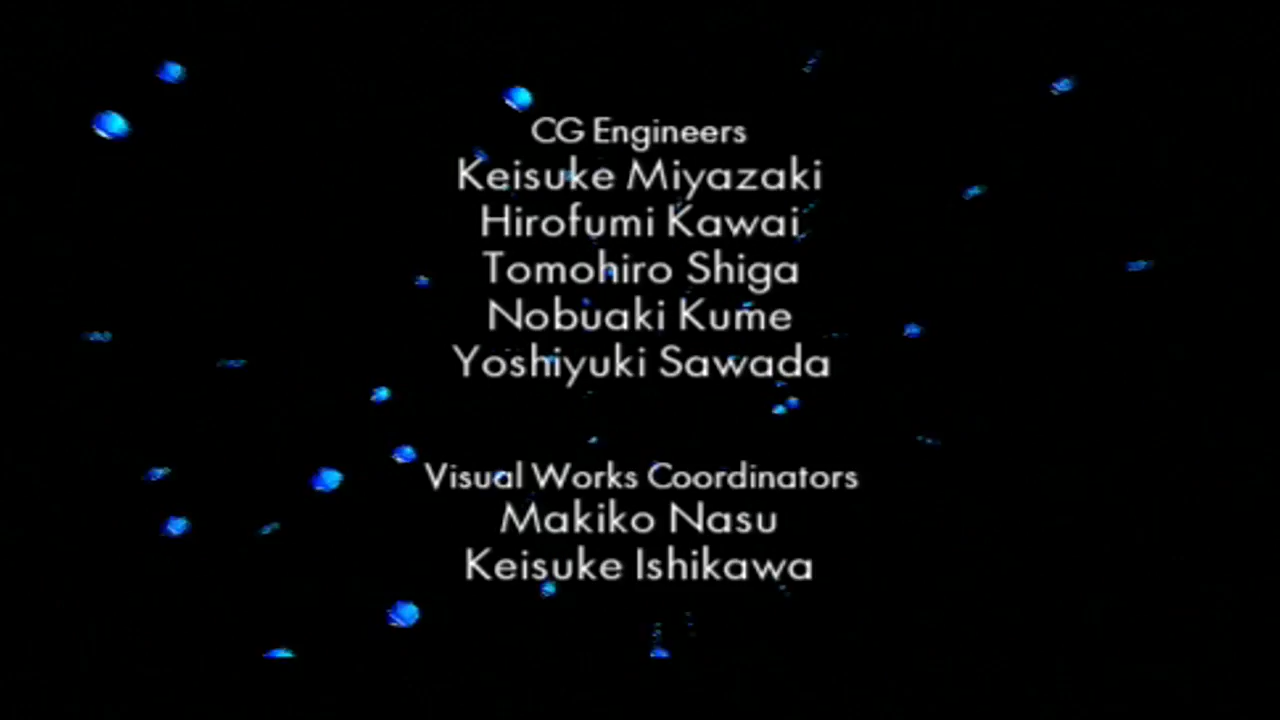 CG Engineers
Keisuke Miyazaki
Hirofumi Kawai
Tomohiro Shiga
Nobuaki Kume
Yoshiyuki Sawada
Visual Works Coordinators
Makiko Nasu
Keisuke Ishikawa